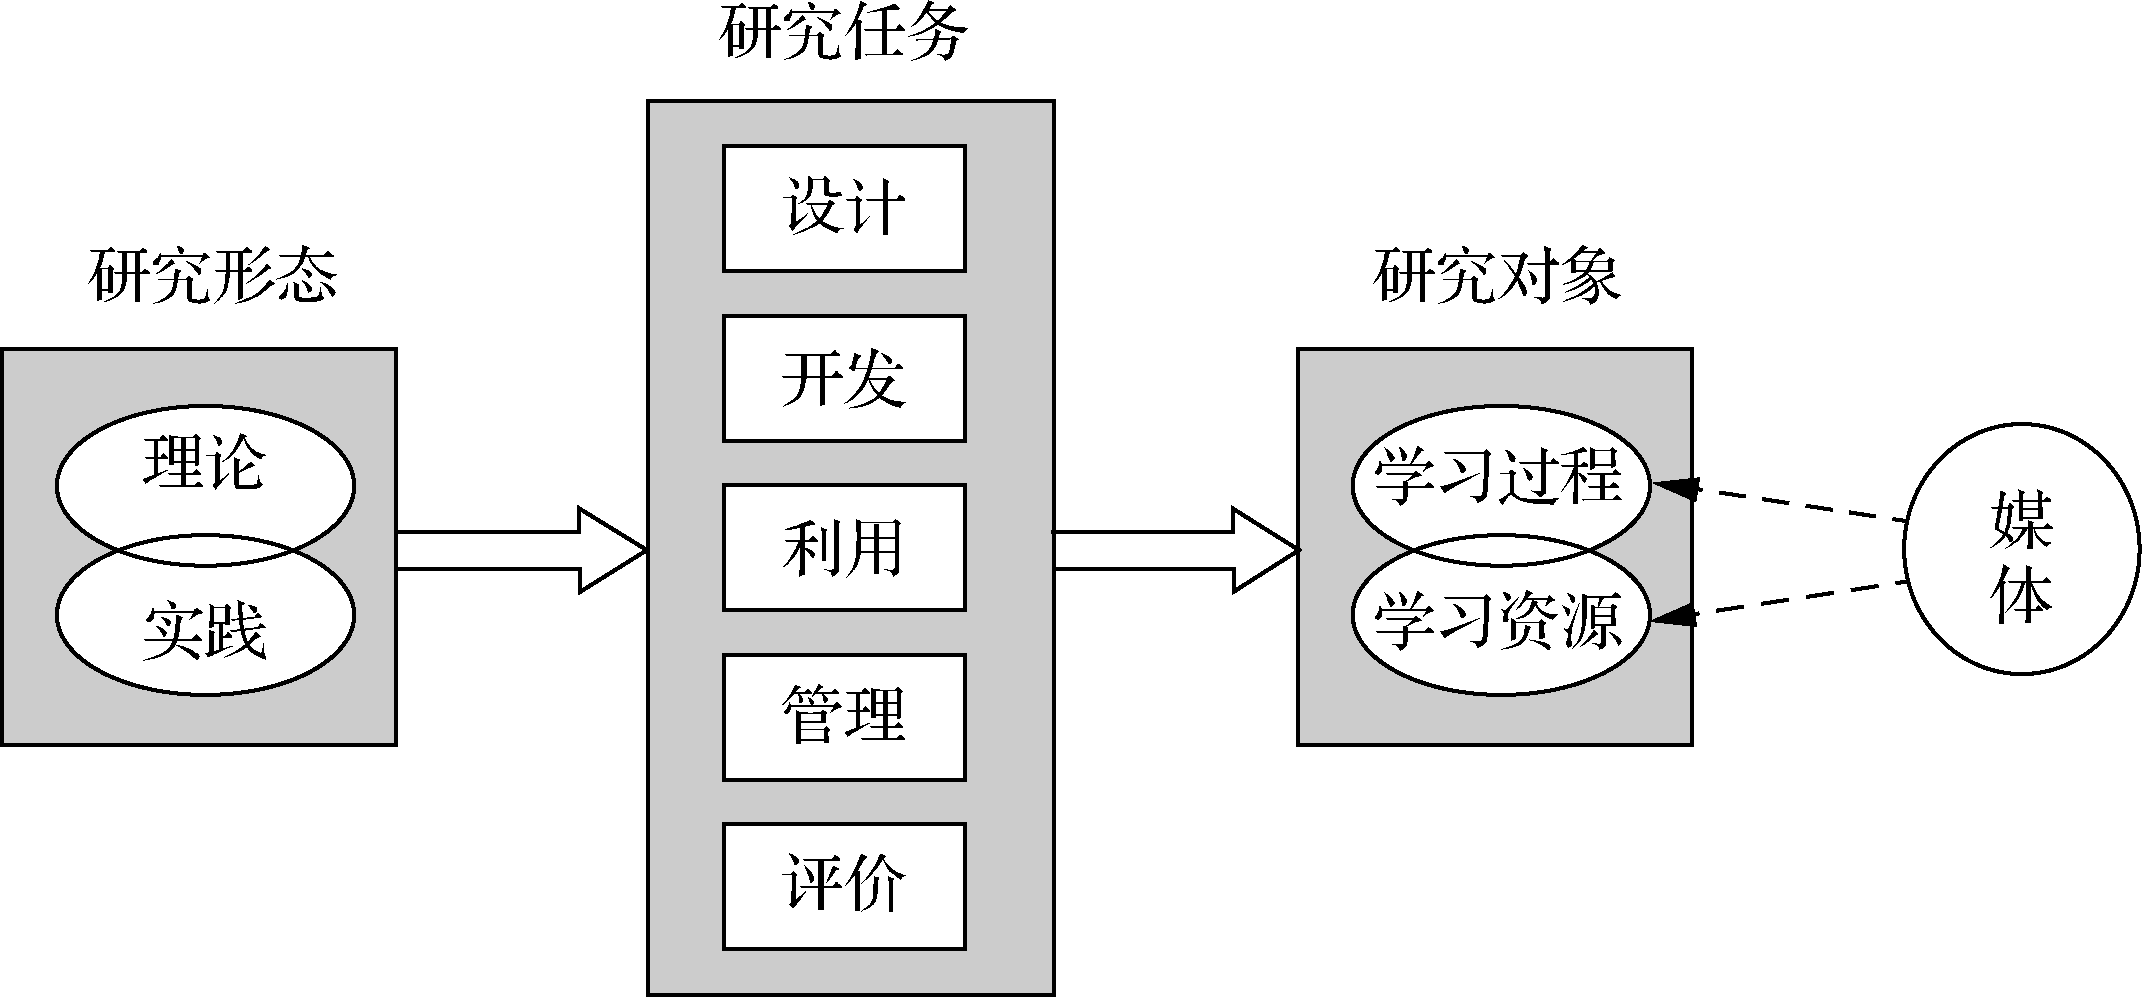 研究形态
理论
实践
研究任务
设计
开发
利用
管理
评价
研究对象
学习过程
学习资源
媒
体